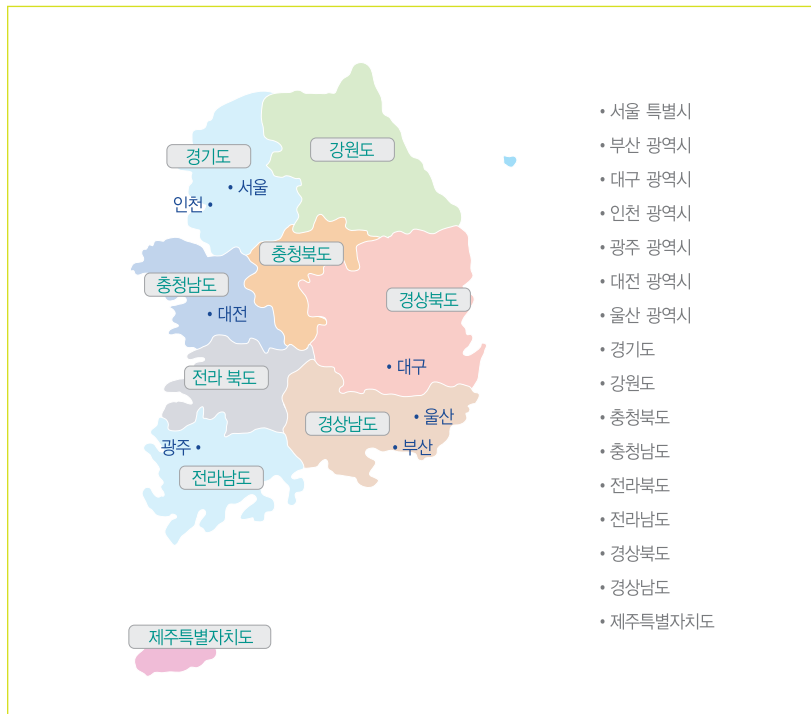 경기도
강원도
• 서울
인천 •
충청북도
충청남도
경상북도
• 대전
• 대구
전라 북도
경상남도
• 울산
광주 •
• 부산
전라남도
제주특별자치도
• 서울 특별시
• 부산 광역시
• 대구 광역시
• 인천 광역시
• 광주 광역시
• 대전 광역시
• 울산 광역시
• 경기도
• 강원도
• 충청북도
• 충청남도
• 전라북도
• 전라남도
• 경상북도
• 경상남도
• 제주특별자치도